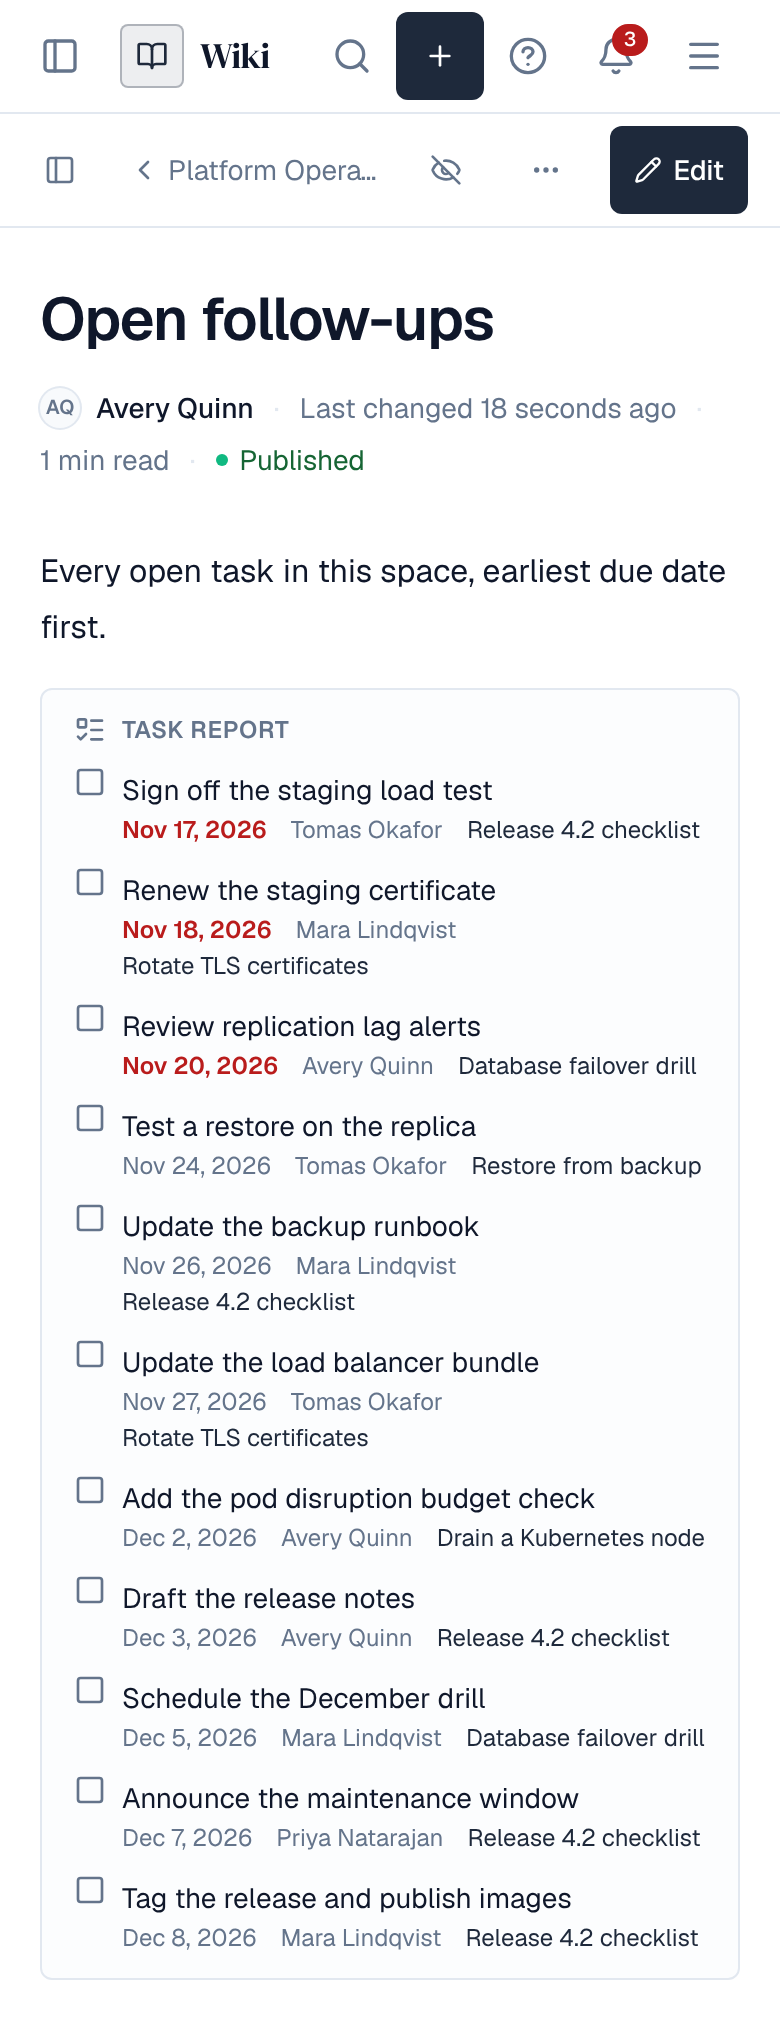 Wiki
3
Platform Opera...
Edit
Open follow-ups
AQ Avery Quinn · Last changed 18 seconds ago ·
1 min read · Published
Every open task in this space, earliest due date
first.
TASK REPORT
Sign off the staging load test
Nov 17, 2026 Tomas Okafor Release 4.2 checklist
Renew the staging certificate
Nov 18, 2026 Mara Lindqvist
Rotate TLS certificates
Review replication lag alerts
Nov 20, 2026 Avery Quinn Database failover drill
Test a restore on the replica
Nov 24, 2026 Tomas Okafor Restore from backup
Update the backup runbook
Nov 26, 2026 Mara Lindqvist
Release 4.2 checklist
Update the load balancer bundle
Nov 27, 2026 Tomas Okafor
Rotate TLS certificates
Add the pod disruption budget check
Dec 2, 2026 Avery Quinn Drain a Kubernetes node
Draft the release notes
Dec 3, 2026 Avery Quinn Release 4.2 checklist
Schedule the December drill
Dec 5, 2026 Mara Lindqvist Database failover drill
Announce the maintenance window
Dec 7, 2026 Priya Natarajan Release 4.2 checklist
Tag the release and publish images
Dec 8, 2026 Mara Lindqvist Release 4.2 checklist